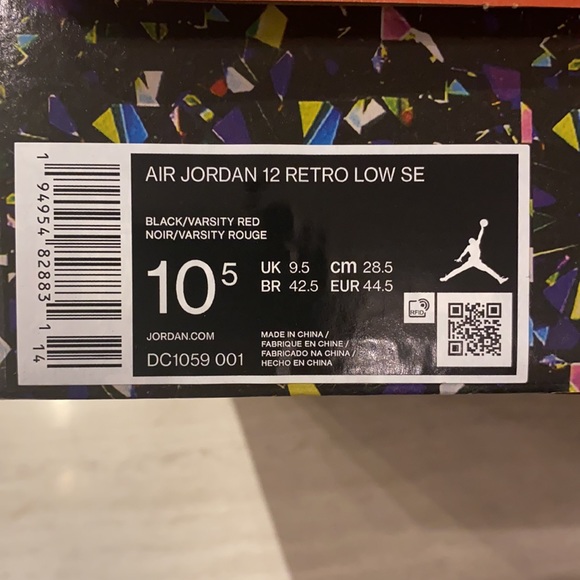 AIR JORDAN 12 RETRO LOW SE
BLACK/VARSITY RED
NOIR/VARSITY ROUGE
10 5
UK 9.5 cm 28.5
BR 42.5 EUR 44.5
RFID
JORDAN.COM
DC1059 001
MADE IN CHINA /
FABRIQUE EN CHINE /
FABRICADO NA CHINA /
HECHO EN CHINA
1 94954 82883 1 14